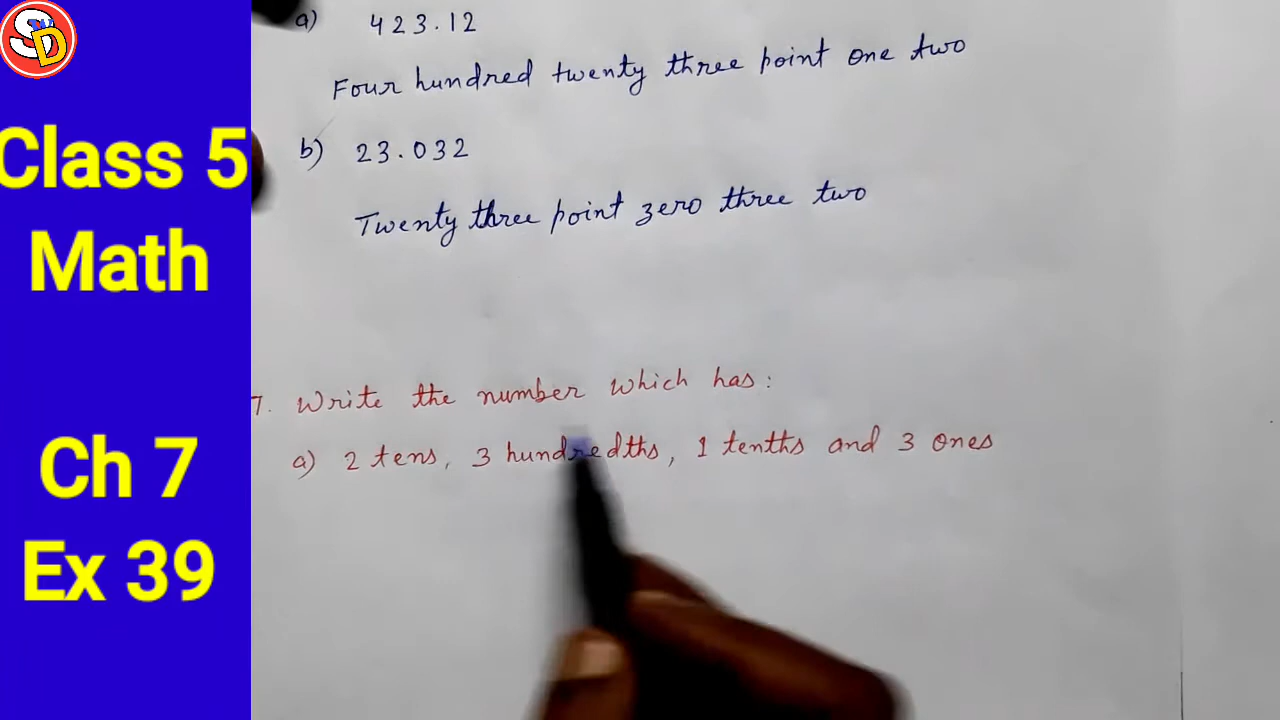 SD
a) 423.12
Four hundred twenty three point one two
b) 23.032
Twenty three point zero three two
Class 5
Math
Ch 7
Ex 39
7. Write the number which has:
a) 2 tens, 3 hundredths, 1 tenths and 3 ones